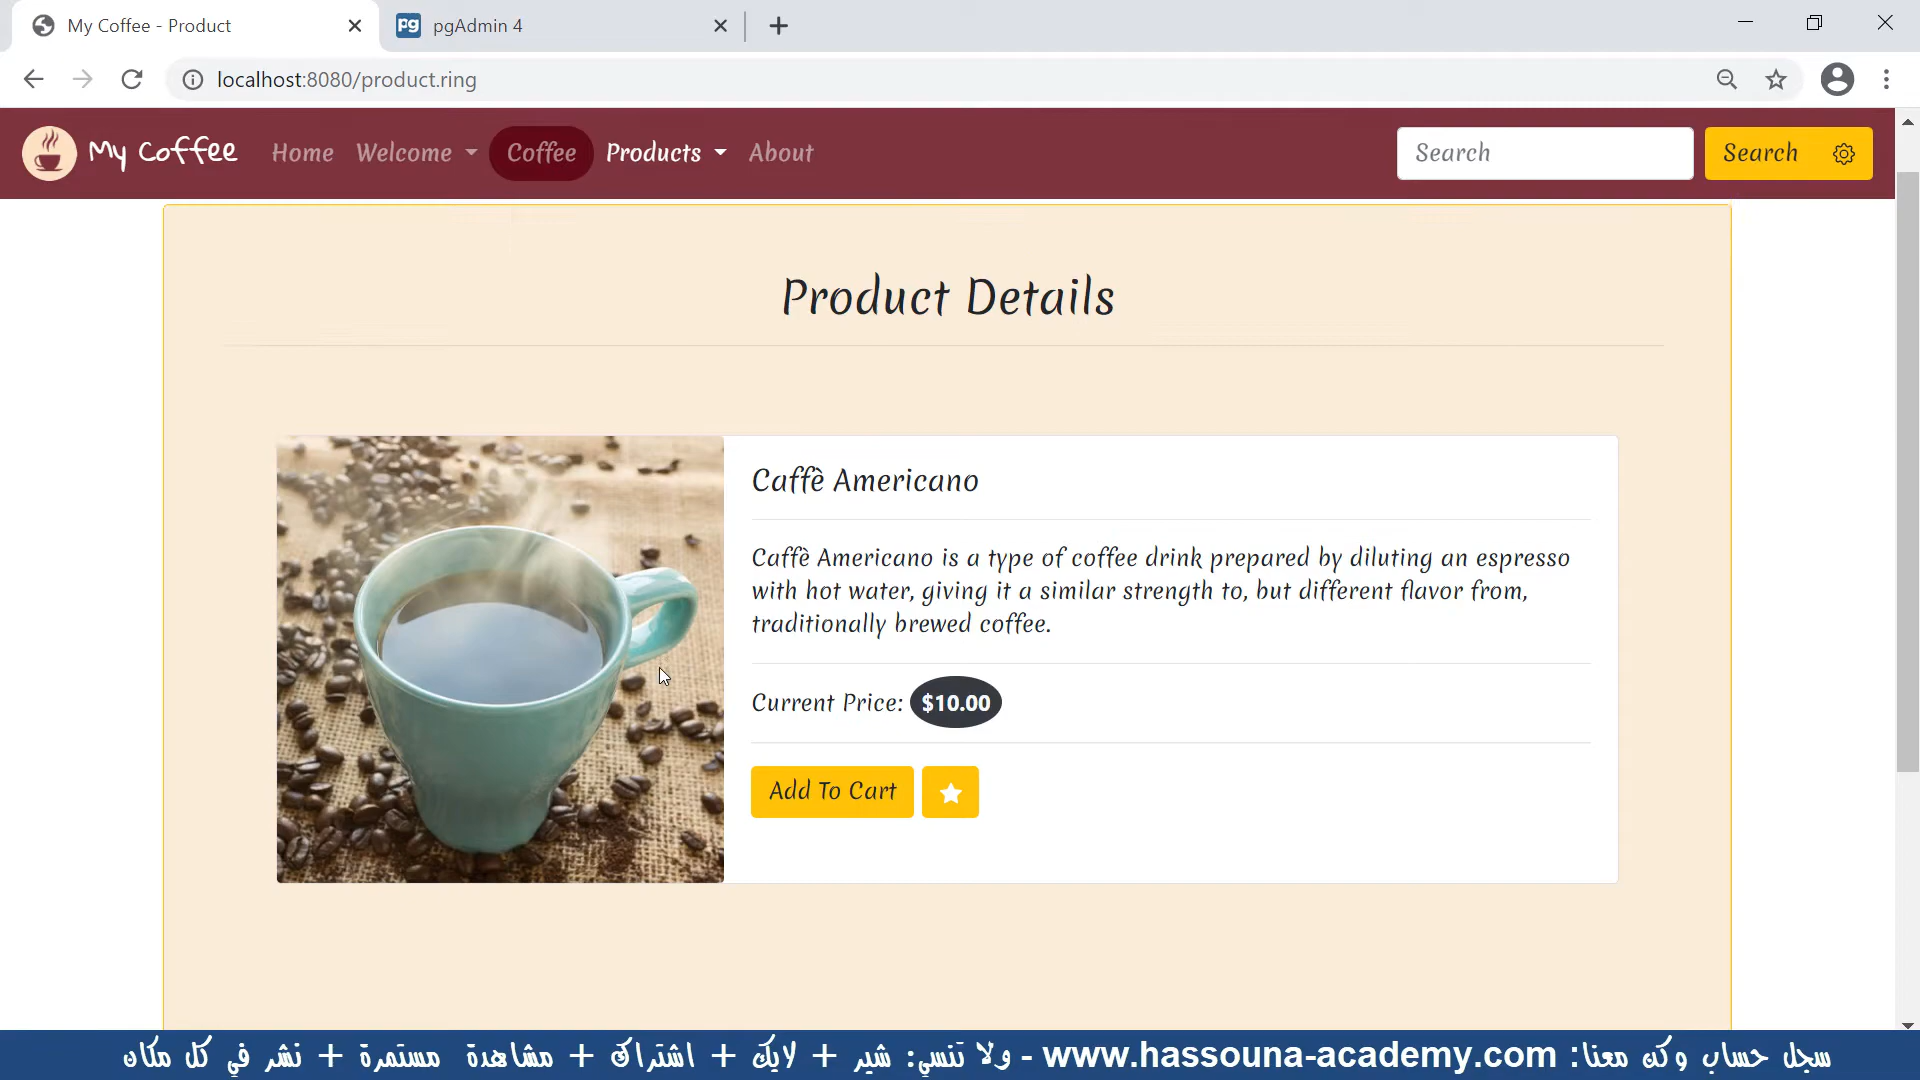 My Coffee - Product
pgAdmin 4
localhost:8080/product.ring
My Coffee
Home
Welcome
Coffee
Products
About
Search
Search
Product Details
Caffè Americano
Caffè Americano is a type of coffee drink prepared by diluting an espresso
with hot water, giving it a similar strength to, but different flavor from,
traditionally brewed coffee.
Current Price: $10.00
Add To Cart
سجل حساب وكن معنا: www.hassouna-academy.com - ولا تنسي: شير + لايك + اشتراك + مشاهدة مستمرة + نشر في كل مكان